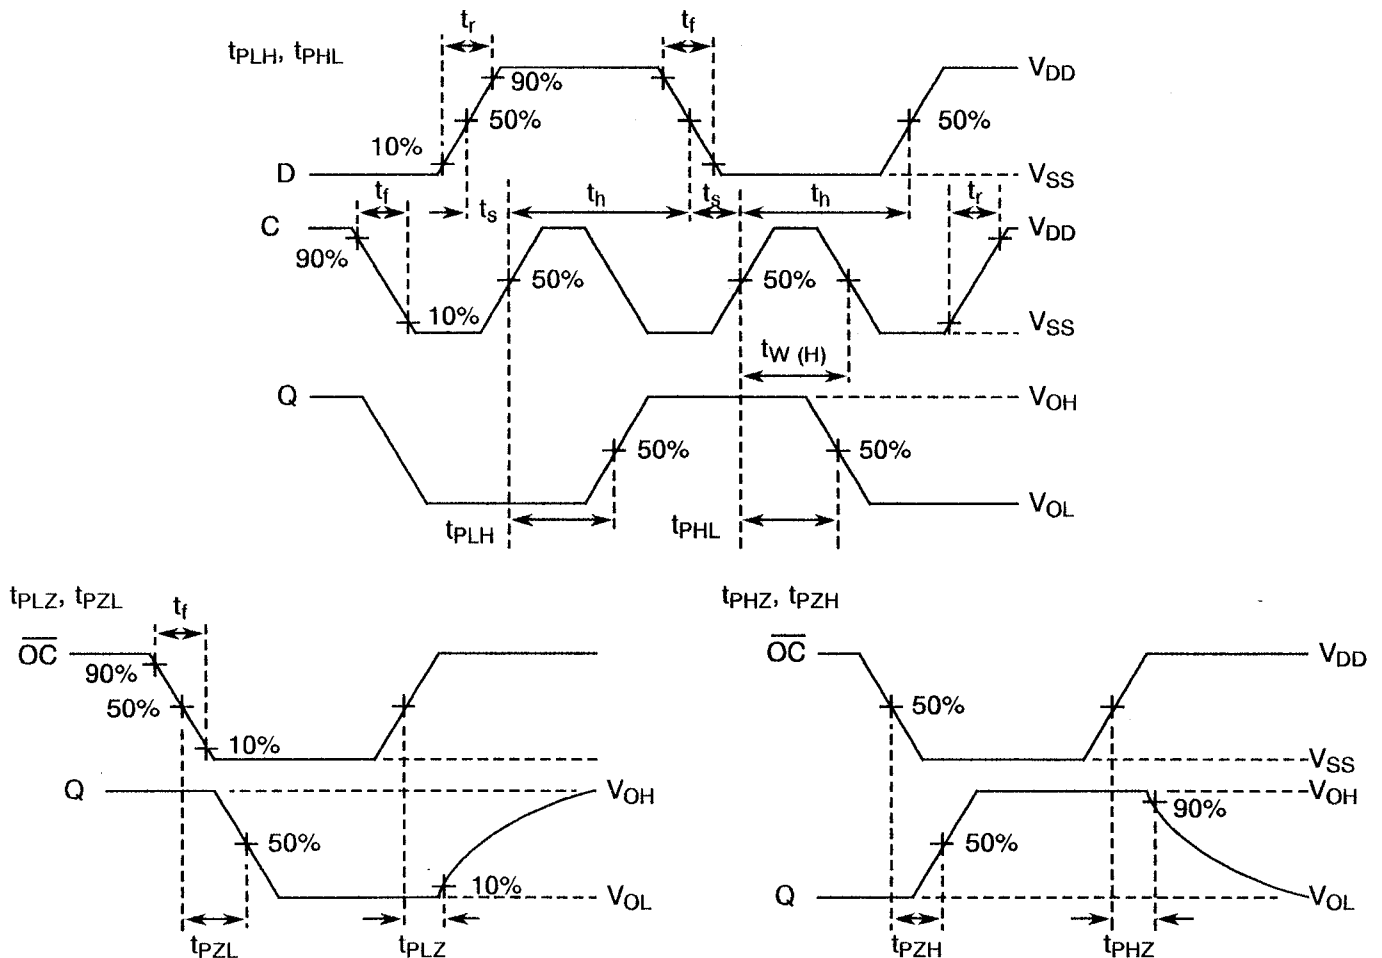 tr tf
tPLH, tPHL
90% VDD
50% 50%
10%
D VSS
tf ts th ts th tr
C VDD
90%
50% 50%
10% VSS
tW (H)
Q VOH
50% 50%
VOL
tPLH tPHL
tPLZ, tPZL
tf
OC
90%
50%
10%
Q VOH
50%
10%
VOL
tPZL tPLZ
tPHZ, tPZH
OC VDD
50%
VSS
VOH
90%
50%
Q VOL
tPZH tPHZ